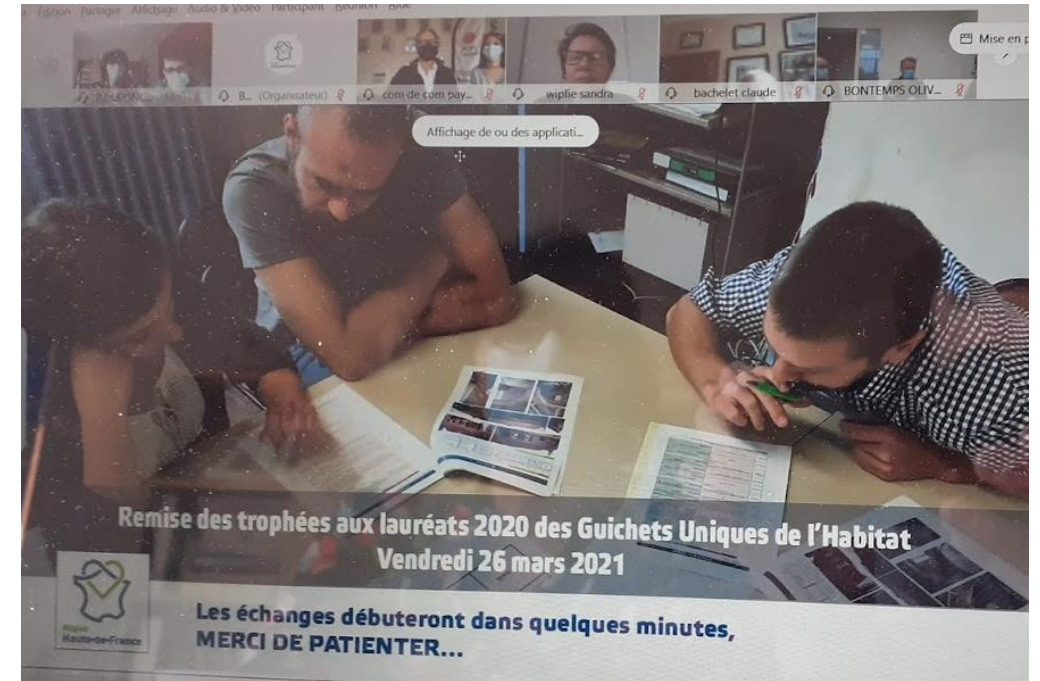 Édition Partager Affichage Audio & Vidéo Participant Réunion Aide
Mise en p
B... (Organisateur)
com de com pay...
wiplie sandra
bachelet claude
BONTEMPS OLIV...
Affichage de ou des applicati...
Remise des trophées aux lauréats 2020 des Guichets Uniques de l'Habitat
Vendredi 26 mars 2021
Région
Hauts-de-France
Les échanges débuteront dans quelques minutes,
MERCI DE PATIENTER...